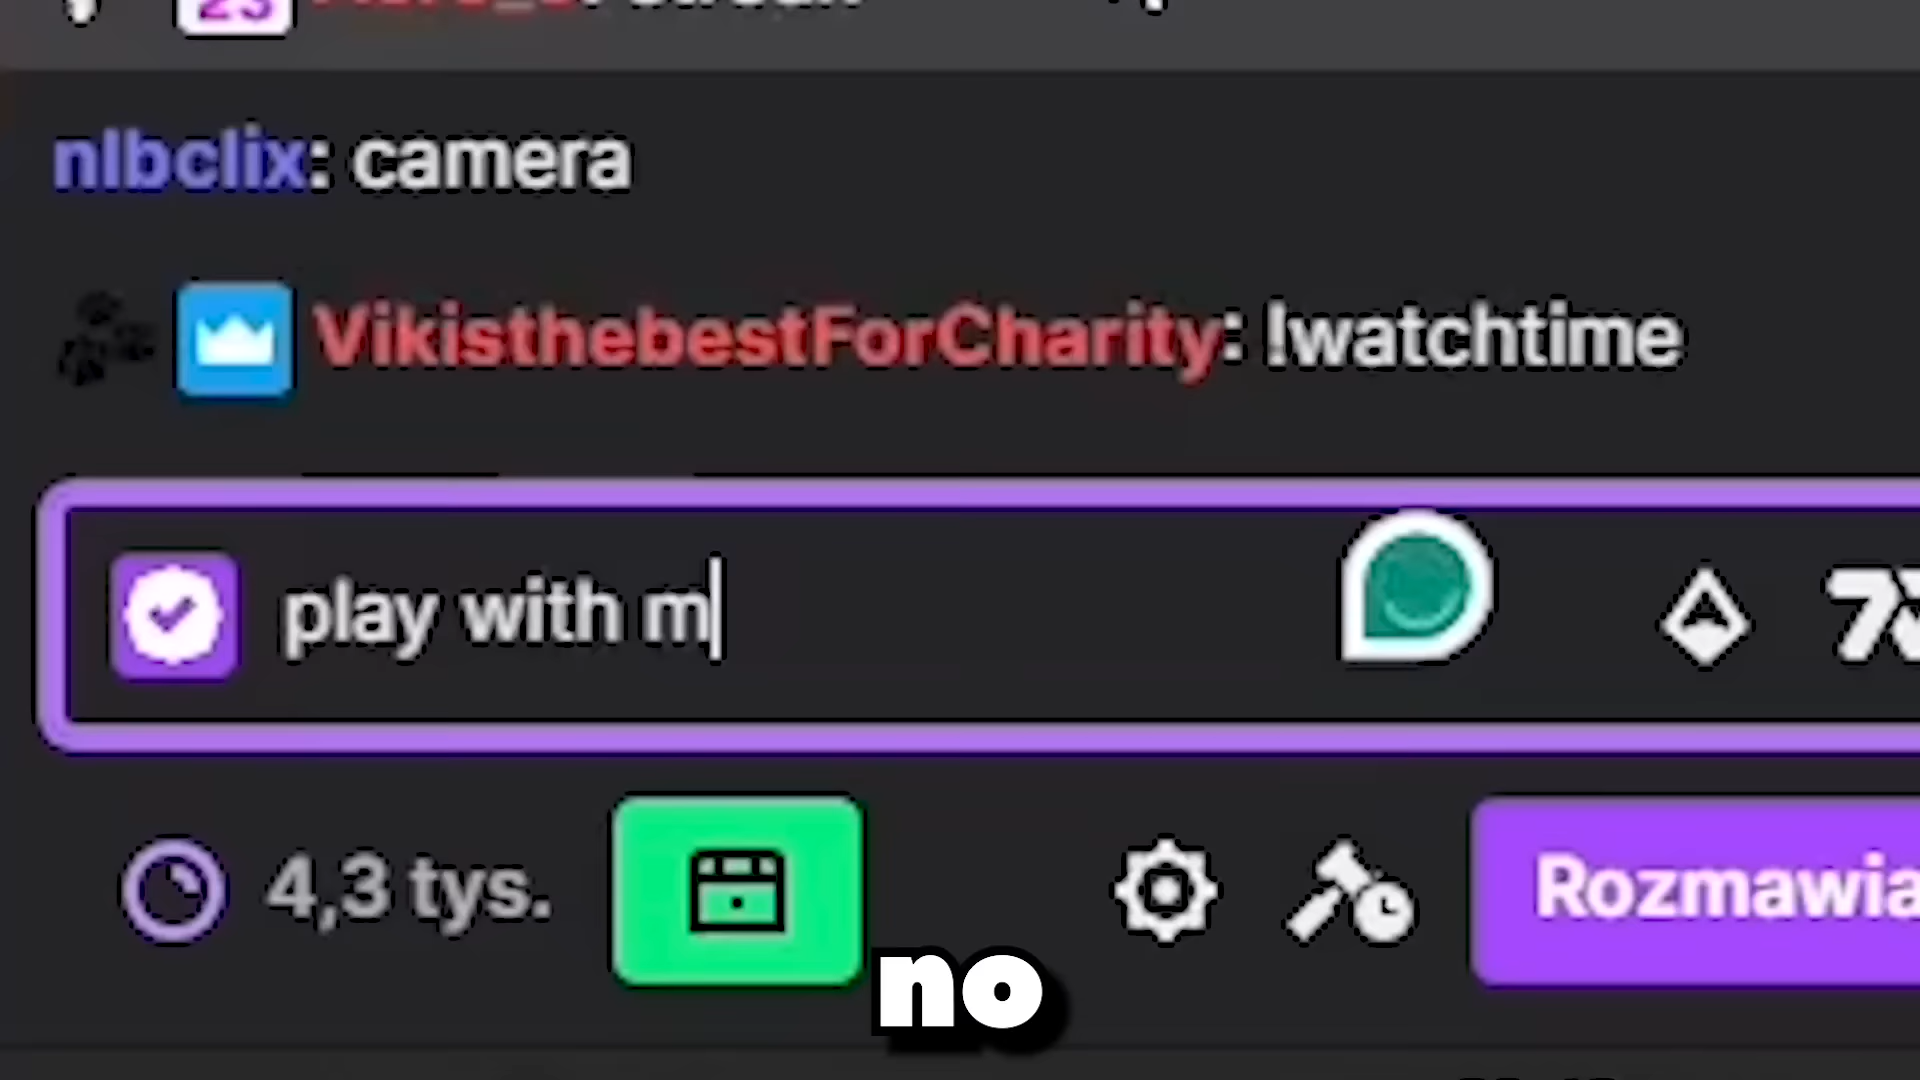 nlbclix: camera
VikisthebestForCharity: !watchtime
play with m
4,3 tys.
Rozmawia
no